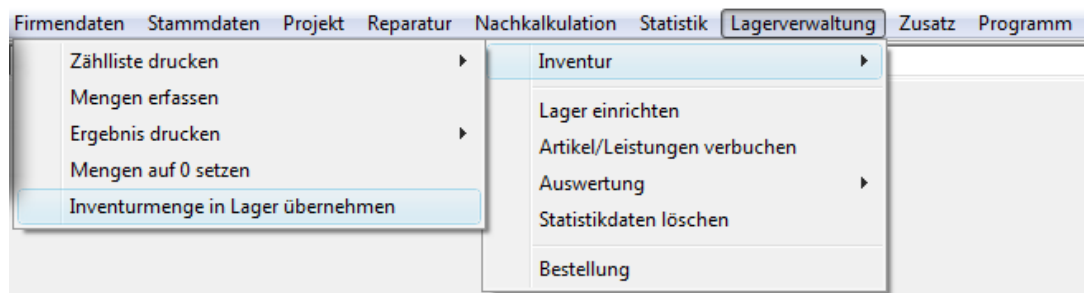 Firmendaten Stammdaten Projekt Reparatur Nachkalkulation Statistik Lagerverwaltung Zusatz Programm
Zählliste drucken
Mengen erfassen
Ergebnis drucken
Mengen auf 0 setzen
Inventurmenge in Lager übernehmen
Inventur
Lager einrichten
Artikel/Leistungen verbuchen
Auswertung
Statistikdaten löschen
Bestellung